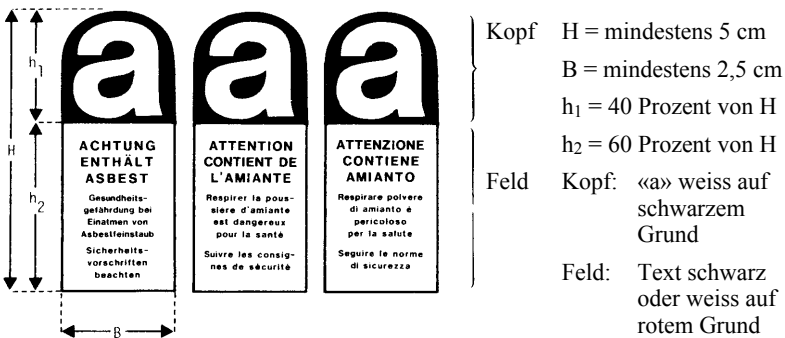 H
h1
h2
B
a
ACHTUNG
ENTHÄLT
ASBEST
Gesundheits-
gefährdung bei
Einatmen von
Asbestfeinstaub
Sicherheits-
vorschriften
beachten
a
ATTENTION
CONTIENT DE
L'AMIANTE
Respirer la pous-
sière d'amiante
est dangereux
pour la santé
Suivre les consig-
nes de sécurité
a
ATTENZIONE
CONTIENE
AMIANTO
Respirare polvere
di amianto è
pericoloso
per la salute
Seguire le norme
di sicurezza
Kopf
H = mindestens 5 cm
B = mindestens 2,5 cm
h1 = 40 Prozent von H
h2 = 60 Prozent von H
Feld
Kopf: «a» weiss auf
schwarzem
Grund
Feld: Text schwarz
oder weiss auf
rotem Grund